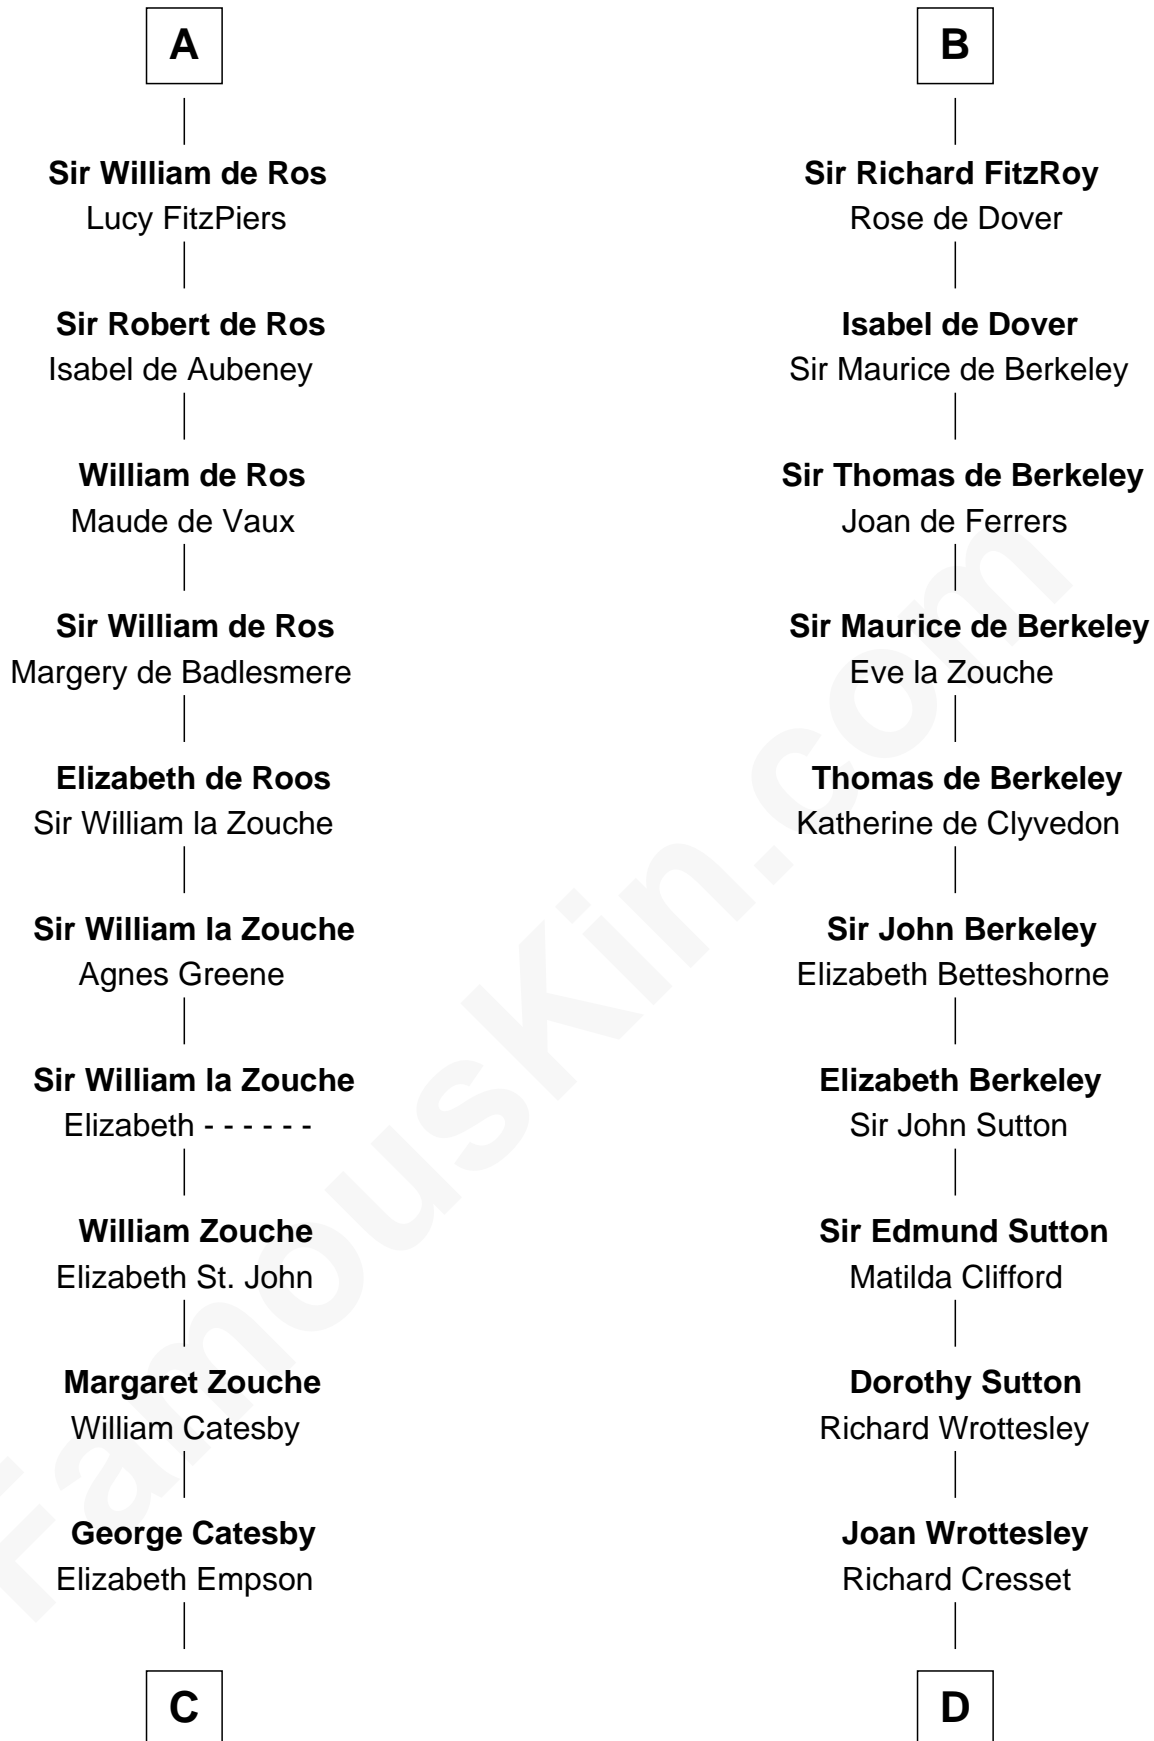 A
Sir William de Ros
Lucy FitzPiers
Sir Robert de Ros
Isabel de Aubeney
William de Ros
Maude de Vaux
Sir William de Ros
Margery de Badlesmere
Elizabeth de Roos
Sir William la Zouche
Sir William la Zouche
Agnes Greene
Sir William la Zouche
Elizabeth - - - - - -
William Zouche
Elizabeth St. John
Margaret Zouche
William Catesby
George Catesby
Elizabeth Empson
C
B
Sir Richard FitzRoy
Rose de Dover
Isabel de Dover
Sir Maurice de Berkeley
Sir Thomas de Berkeley
Joan de Ferrers
Sir Maurice de Berkeley
Eve la Zouche
Thomas de Berkeley
Katherine de Clyvedon
Sir John Berkeley
Elizabeth Betteshorne
Elizabeth Berkeley
Sir John Sutton
Sir Edmund Sutton
Matilda Clifford
Dorothy Sutton
Richard Wrottesley
Joan Wrottesley
Richard Cresset
D
FamousKin.com